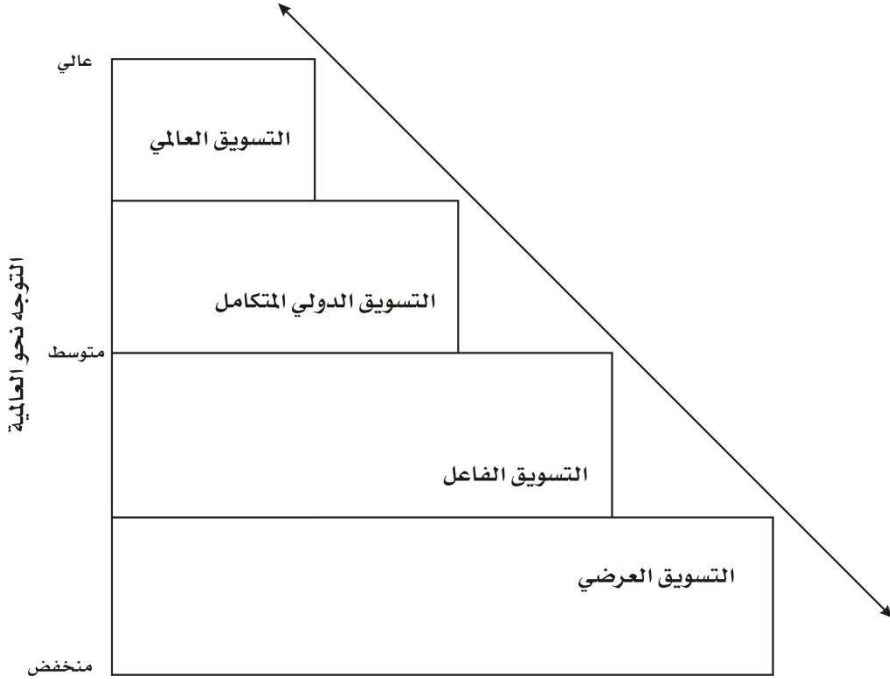 عالي
التسويق العالمي
التسويق الدولي المتكامل
التوجه نحو العالمية
متوسط
التسويق الفاعل
التسويق العرضي
منخفض